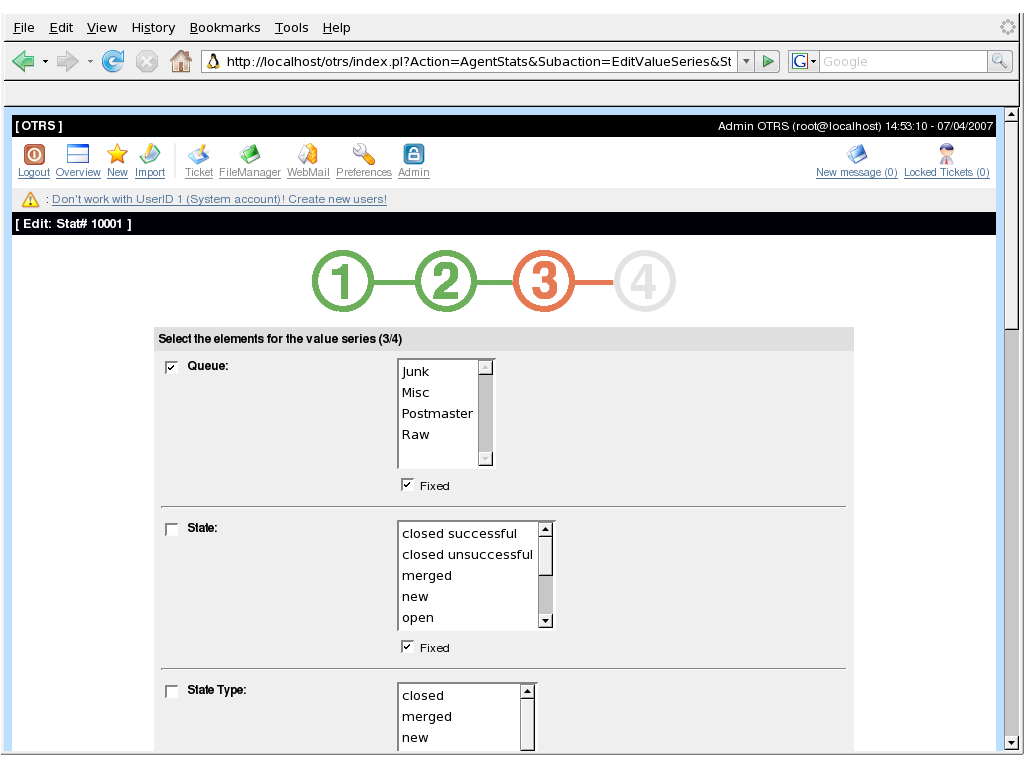 File Edit View History Bookmarks Tools Help
http://localhost/otrs/index.pl?Action=AgentStats&Subaction=EditValueSeries&St
G Google
[ OTRS ] Admin OTRS (root@localhost) 14:53:10 - 07/04/2007
Logout Overview New Import Ticket FileManager WebMail Preferences Admin New message (0) Locked Tickets (0)
: Don't work with UserID 1 (System account)! Create new users!
[ Edit: Stat# 10001 ]
1 2 3 4
Select the elements for the value series (3/4)
Queue:
Junk
Misc
Postmaster
Raw
Fixed
State:
closed successful
closed unsuccessful
merged
new
open
Fixed
State Type:
closed
merged
new